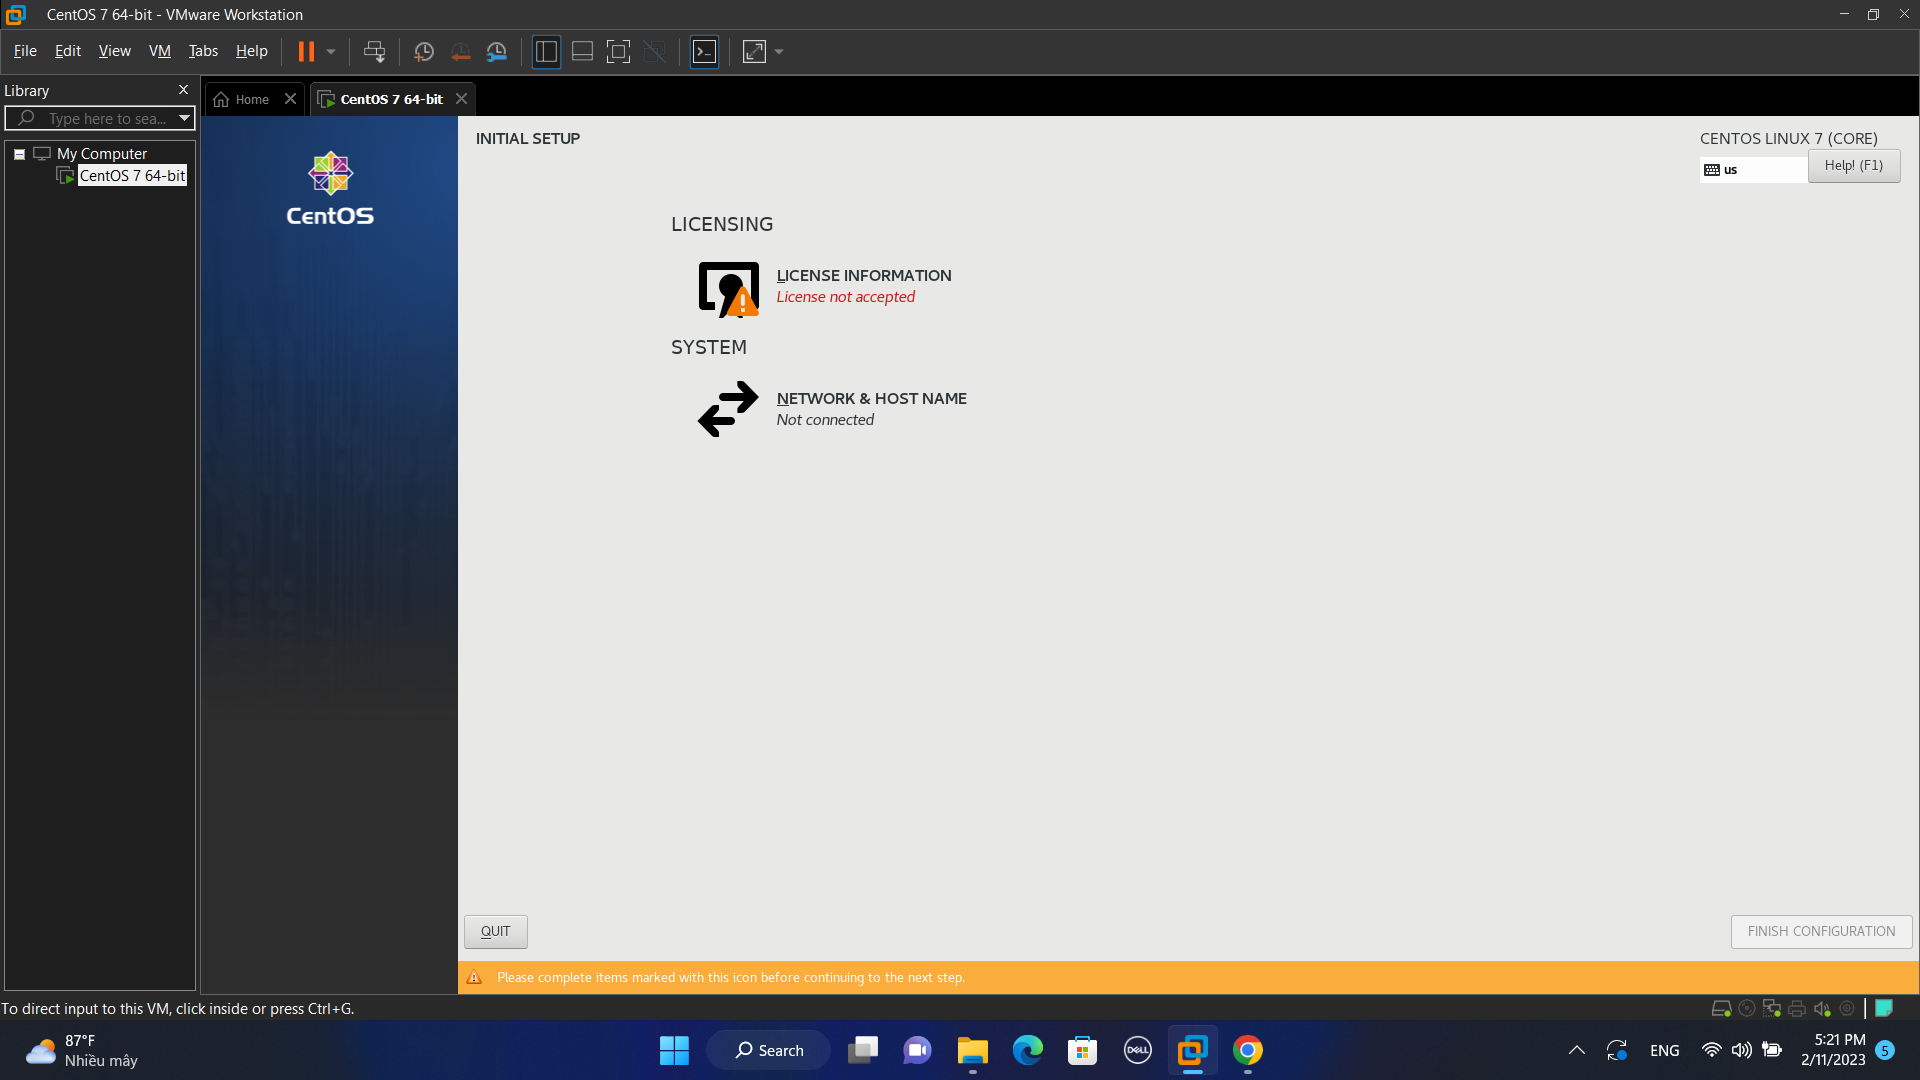 CentOS 7 64-bit - VMware Workstation
File Edit View VM Tabs Help
Library
Type here to sea...
My Computer
CentOS 7 64-bit
Home
CentOS 7 64-bit
CentOS
INITIAL SETUP
CENTOS LINUX 7 (CORE)
us
Help! (F1)
LICENSING
LICENSE INFORMATION
License not accepted
SYSTEM
NETWORK & HOST NAME
Not connected
QUIT
FINISH CONFIGURATION
Please complete items marked with this icon before continuing to the next step.
To direct input to this VM, click inside or press Ctrl+G.
87°F
Nhiều mây
Search
DELL
ENG
5:21 PM
2/11/2023
5